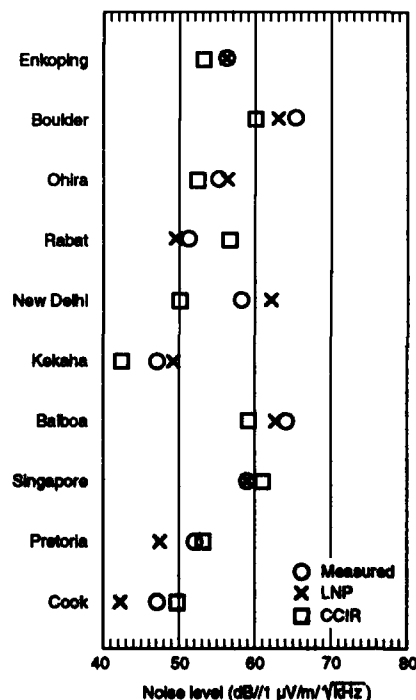 Enkoping
Boulder
Ohira
Rabat
New Delhi
Kekaha
Balboa
Singapore
Pretoria
Cook
Measured
LNP
CCIR
40 50 60 70 80
Noise level (dB//1 µV/m/√kHz)